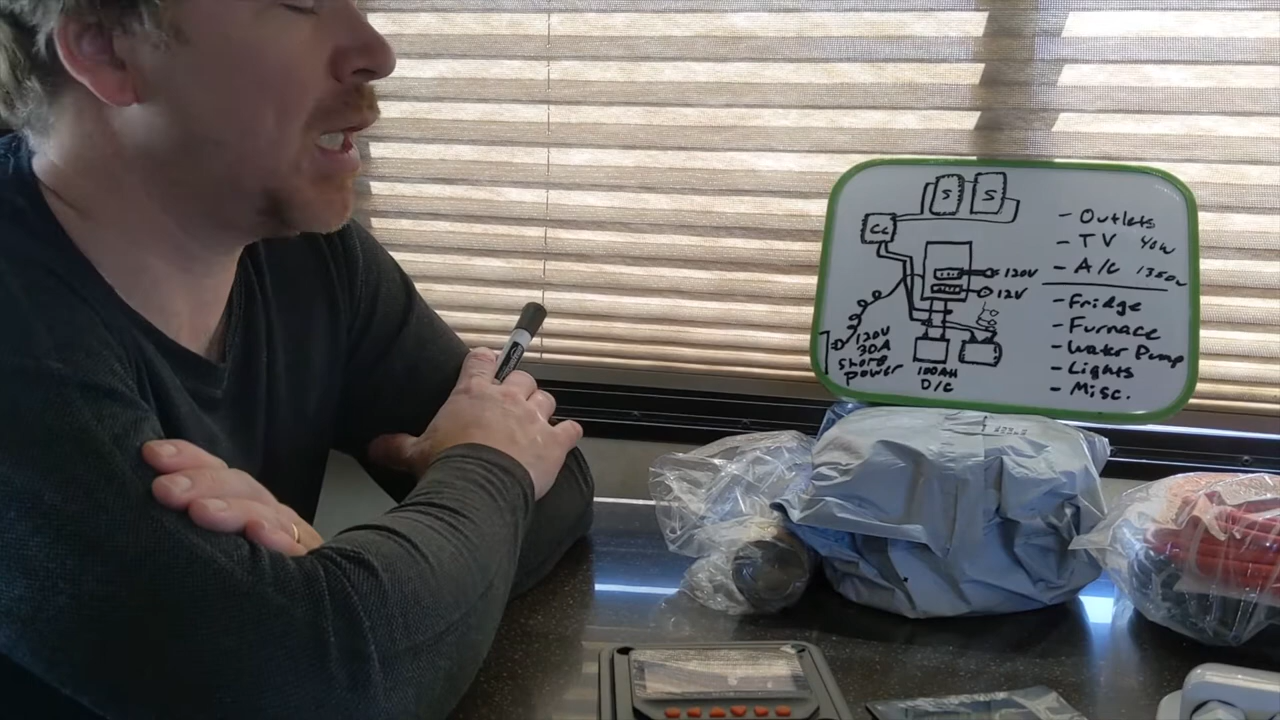 S S
CC
120V
12V
120V
30A
Shore
Power
100AH
D/C
- Outlets
- TV 40W
- A/C 1350W
- Fridge
- Furnace
- Water Pump
- Lights
- Misc.